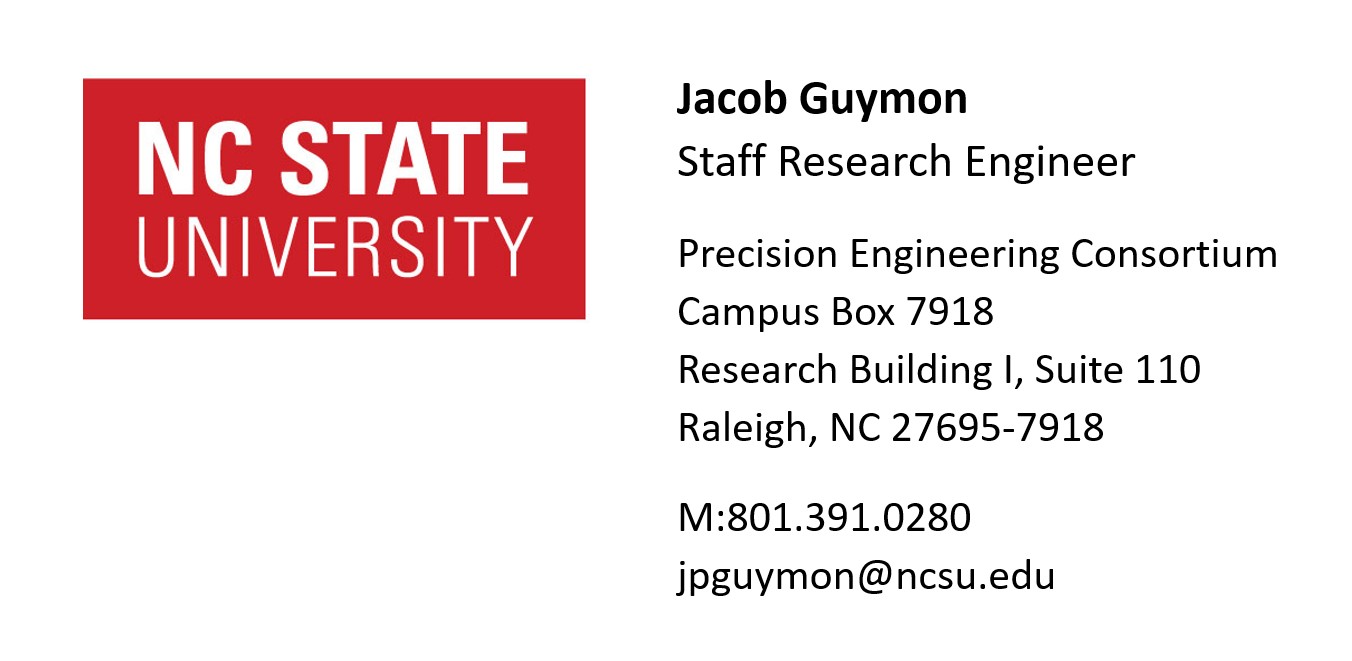 NC STATE
UNIVERSITY
Jacob Guymon
Staff Research Engineer
Precision Engineering Consortium
Campus Box 7918
Research Building I, Suite 110
Raleigh, NC 27695-7918
M:801.391.0280
jpguymon@ncsu.edu